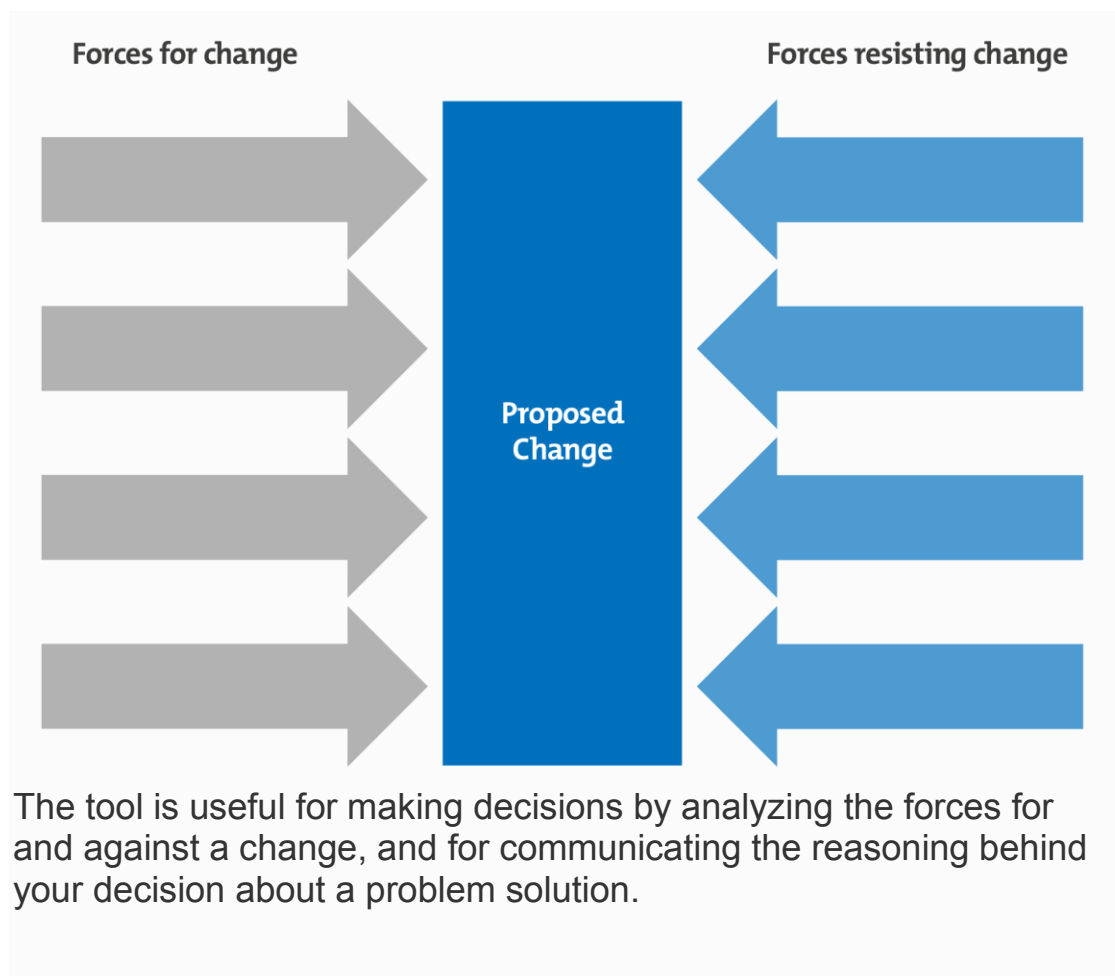 Forces for change
Forces resisting change
Proposed
Change
The tool is useful for making decisions by analyzing the forces for
and against a change, and for communicating the reasoning behind
your decision about a problem solution.